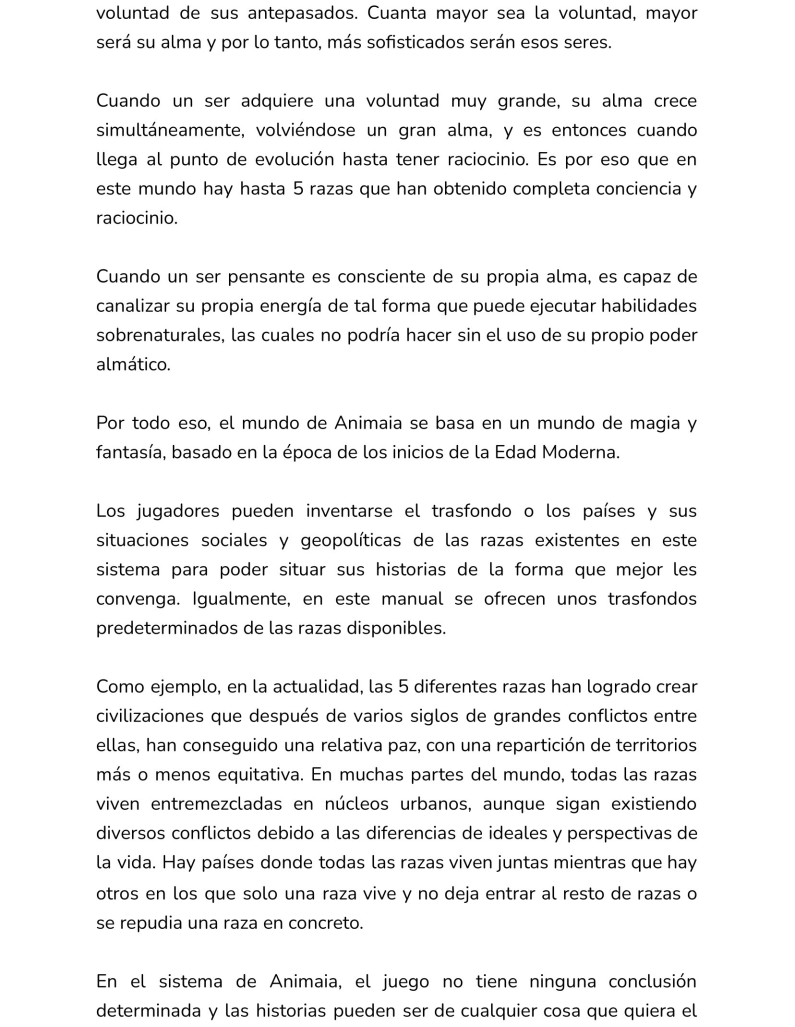 voluntad de sus antepasados. Cuanta mayor sea la voluntad, mayor
será su alma y por lo tanto, más sofisticados serán esos seres.
Cuando un ser adquiere una voluntad muy grande, su alma crece
simultáneamente, volviéndose un gran alma, y es entonces cuando
llega al punto de evolución hasta tener raciocinio. Es por eso que en
este mundo hay hasta 5 razas que han obtenido completa conciencia y
raciocinio.
Cuando un ser pensante es consciente de su propia alma, es capaz de
canalizar su propia energía de tal forma que puede ejecutar habilidades
sobrenaturales, las cuales no podría hacer sin el uso de su propio poder
almático.
Por todo eso, el mundo de Animaia se basa en un mundo de magia y
fantasía, basado en la época de los inicios de la Edad Moderna.
Los jugadores pueden inventarse el trasfondo o los países y sus
situaciones sociales y geopolíticas de las razas existentes en este
sistema para poder situar sus historias de la forma que mejor les
convenga. Igualmente, en este manual se ofrecen unos trasfondos
predeterminados de las razas disponibles.
Como ejemplo, en la actualidad, las 5 diferentes razas han logrado crear
civilizaciones que después de varios siglos de grandes conflictos entre
ellas, han conseguido una relativa paz, con una repartición de territorios
más o menos equitativa. En muchas partes del mundo, todas las razas
viven entremezcladas en núcleos urbanos, aunque sigan existiendo
diversos conflictos debido a las diferencias de ideales y perspectivas de
la vida. Hay países donde todas las razas viven juntas mientras que hay
otros en los que solo una raza vive y no deja entrar al resto de razas o
se repudia una raza en concreto.
En el sistema de Animaia, el juego no tiene ninguna conclusión
determinada y las historias pueden ser de cualquier cosa que quiera el